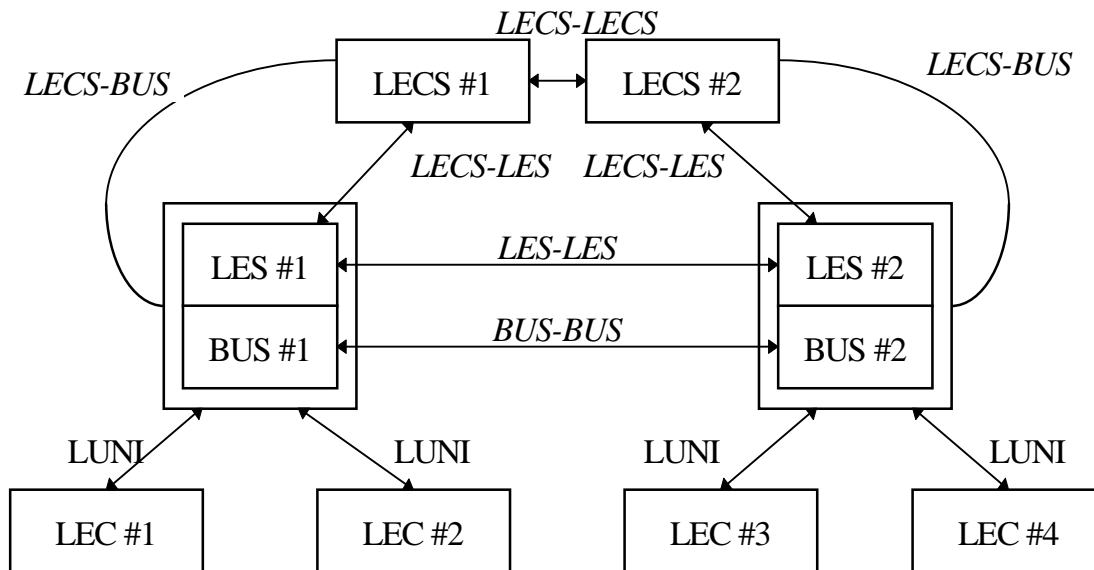 LECS-LECS
LECS-BUS
LECS #1
LECS #2
LECS-BUS
LECS-LES
LECS-LES
LES #1
LES-LES
LES #2
BUS #1
BUS-BUS
BUS #2
LUNI
LUNI
LUNI
LUNI
LEC #1
LEC #2
LEC #3
LEC #4